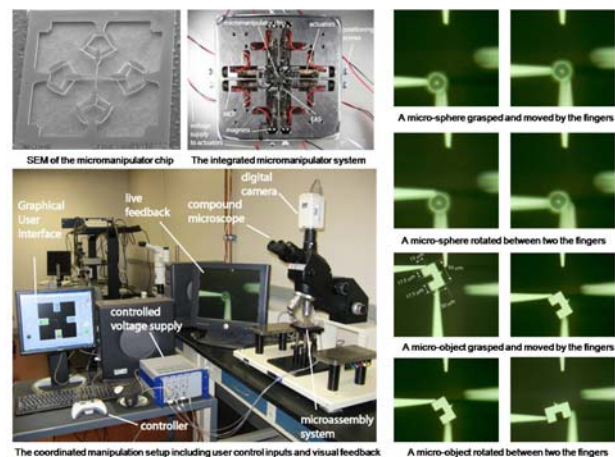 micromanipulator chip
actuators
positioning
screws
magnets
voltage
supply
to actuators
SEM of the micromanipulator chip
The integrated micromanipulator system
Graphical
User
Interface
live
feedback
digital
camera
compound
microscope
controlled
voltage supply
controller
microassembly
system
The coordinated manipulation setup including user control inputs and visual feedback
A micro-sphere grasped and moved by the fingers
A micro-sphere rotated between two the fingers
A micro-object grasped and moved by the fingers
A micro-object rotated between two the fingers